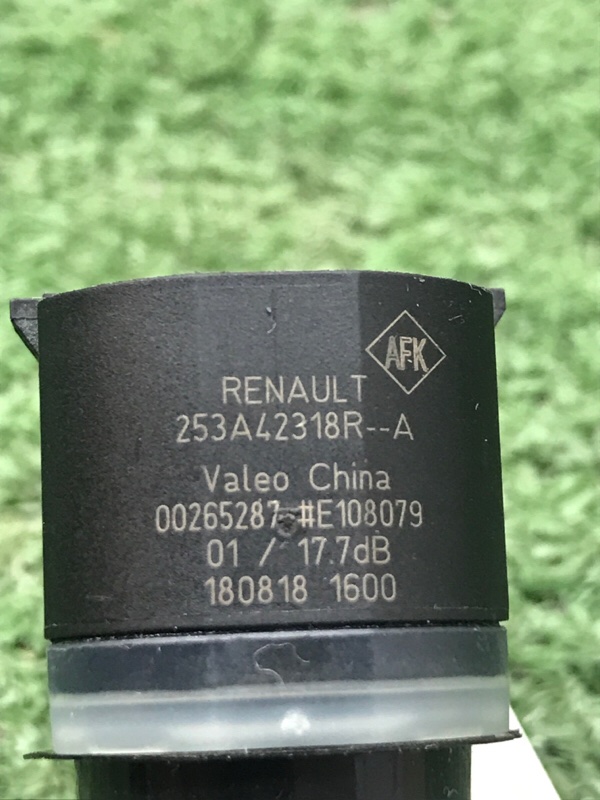 AFK
RENAULT
253A42318R--A
Valeo China
00265287 #E108079
01 / 17.7dB
180818 1600